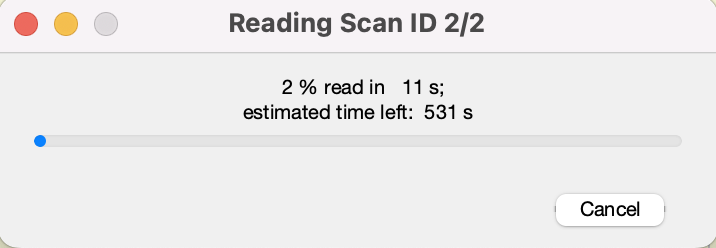 Reading Scan ID 2/2
2 % read in   11 s;
estimated time left:  531 s
Cancel